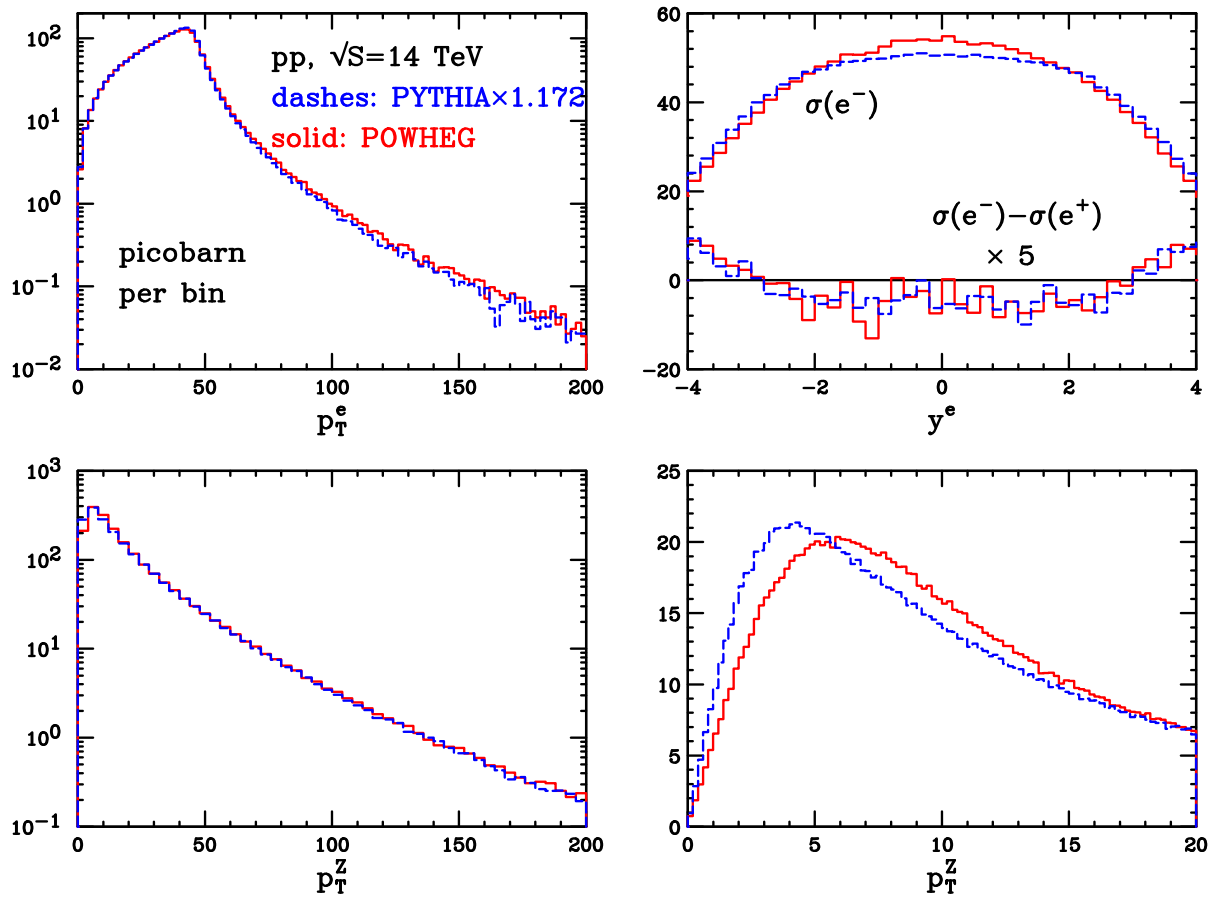 10²
10¹
10⁰
10⁻¹
10⁻²
pp, √S=14 TeV
dashes: PYTHIA×1.172
solid: POWHEG
picobarn
per bin
0 50 100 150 200
p_T^e
60
40
20
0
−20
σ(e⁻)
σ(e⁻)−σ(e⁺)
× 5
−4 −2 0 2 4
y^e
10³
10²
10¹
10⁰
10⁻¹
0 50 100 150 200
p_T^Z
25
20
15
10
5
0
0 5 10 15 20
p_T^Z